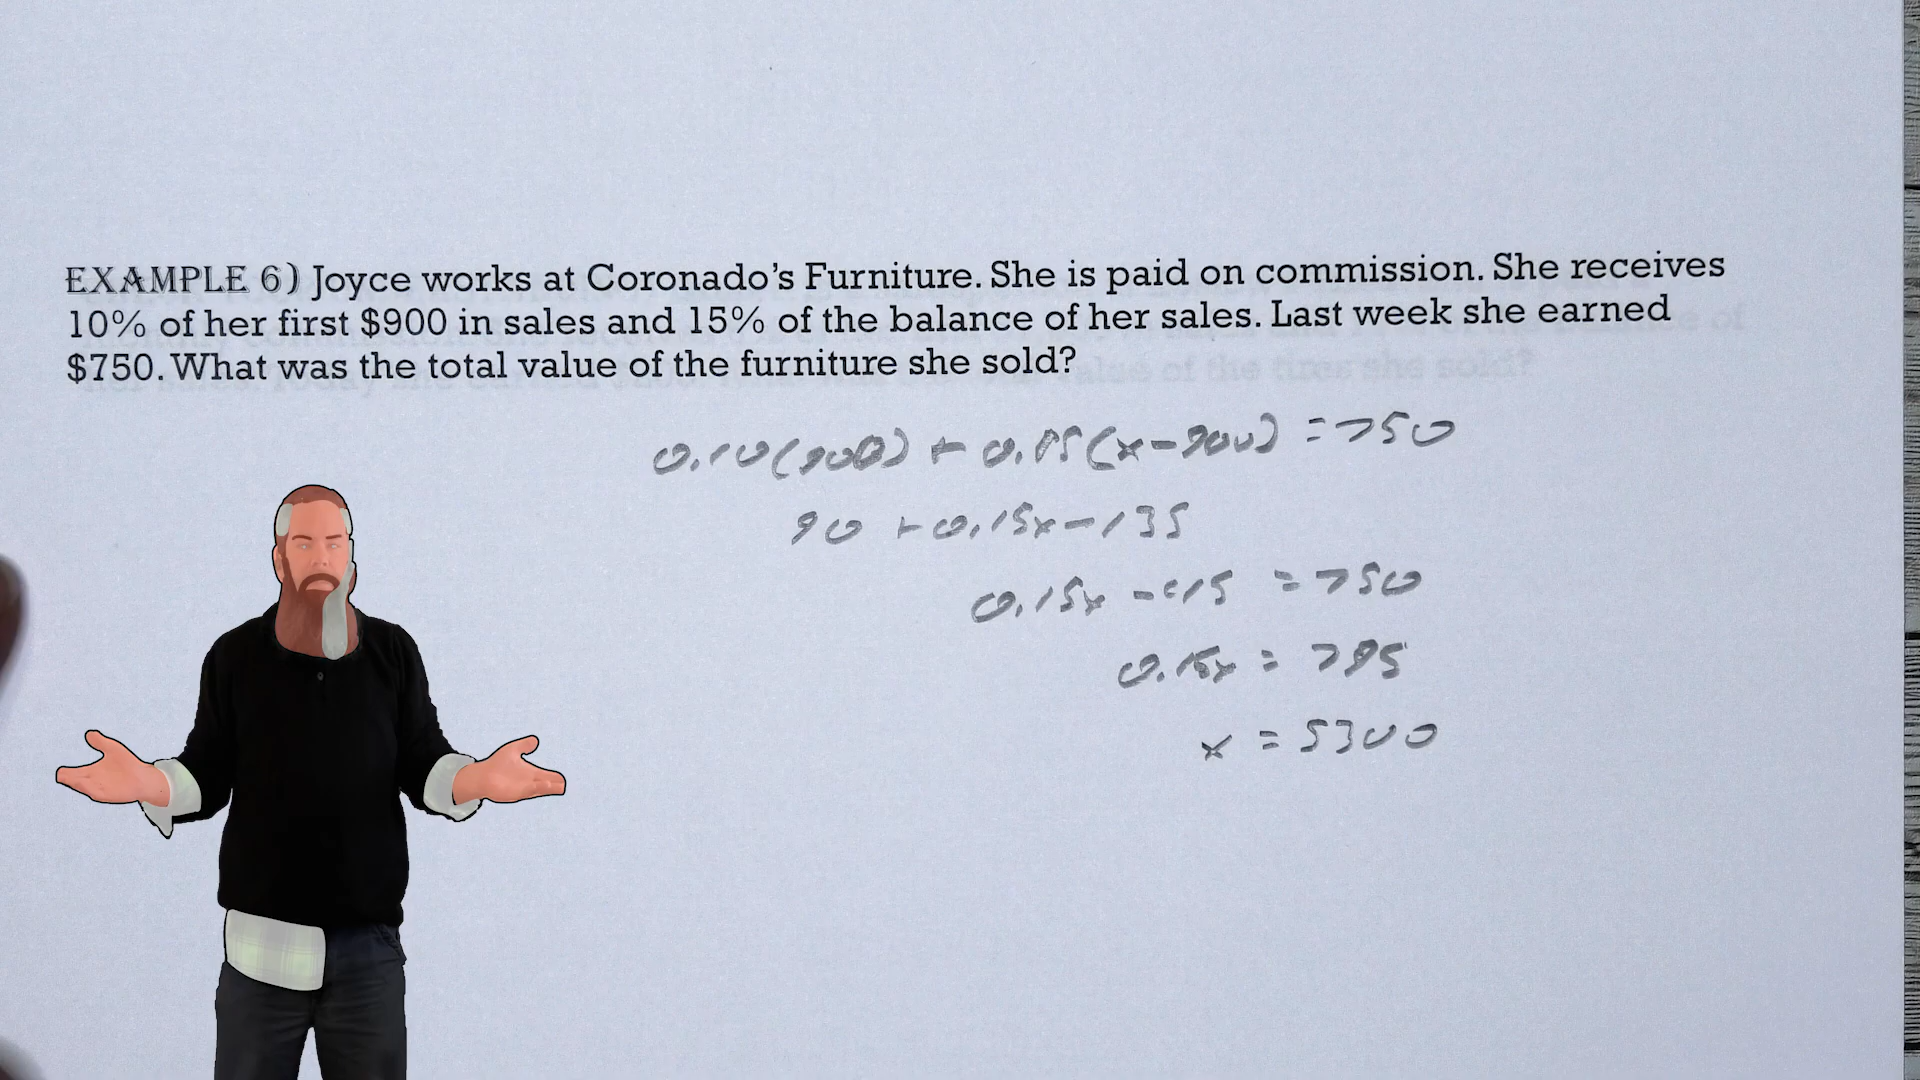 EXAMPLE 6) Joyce works at Coronado's Furniture. She is paid on commission. She receives
10% of her first $900 in sales and 15% of the balance of her sales. Last week she earned
$750. What was the total value of the furniture she sold?
0.10(900) + 0.15(x-900) = 750
90 + 0.15x - 135
0.15x - 45 = 750
0.15x = 795
x = 5300